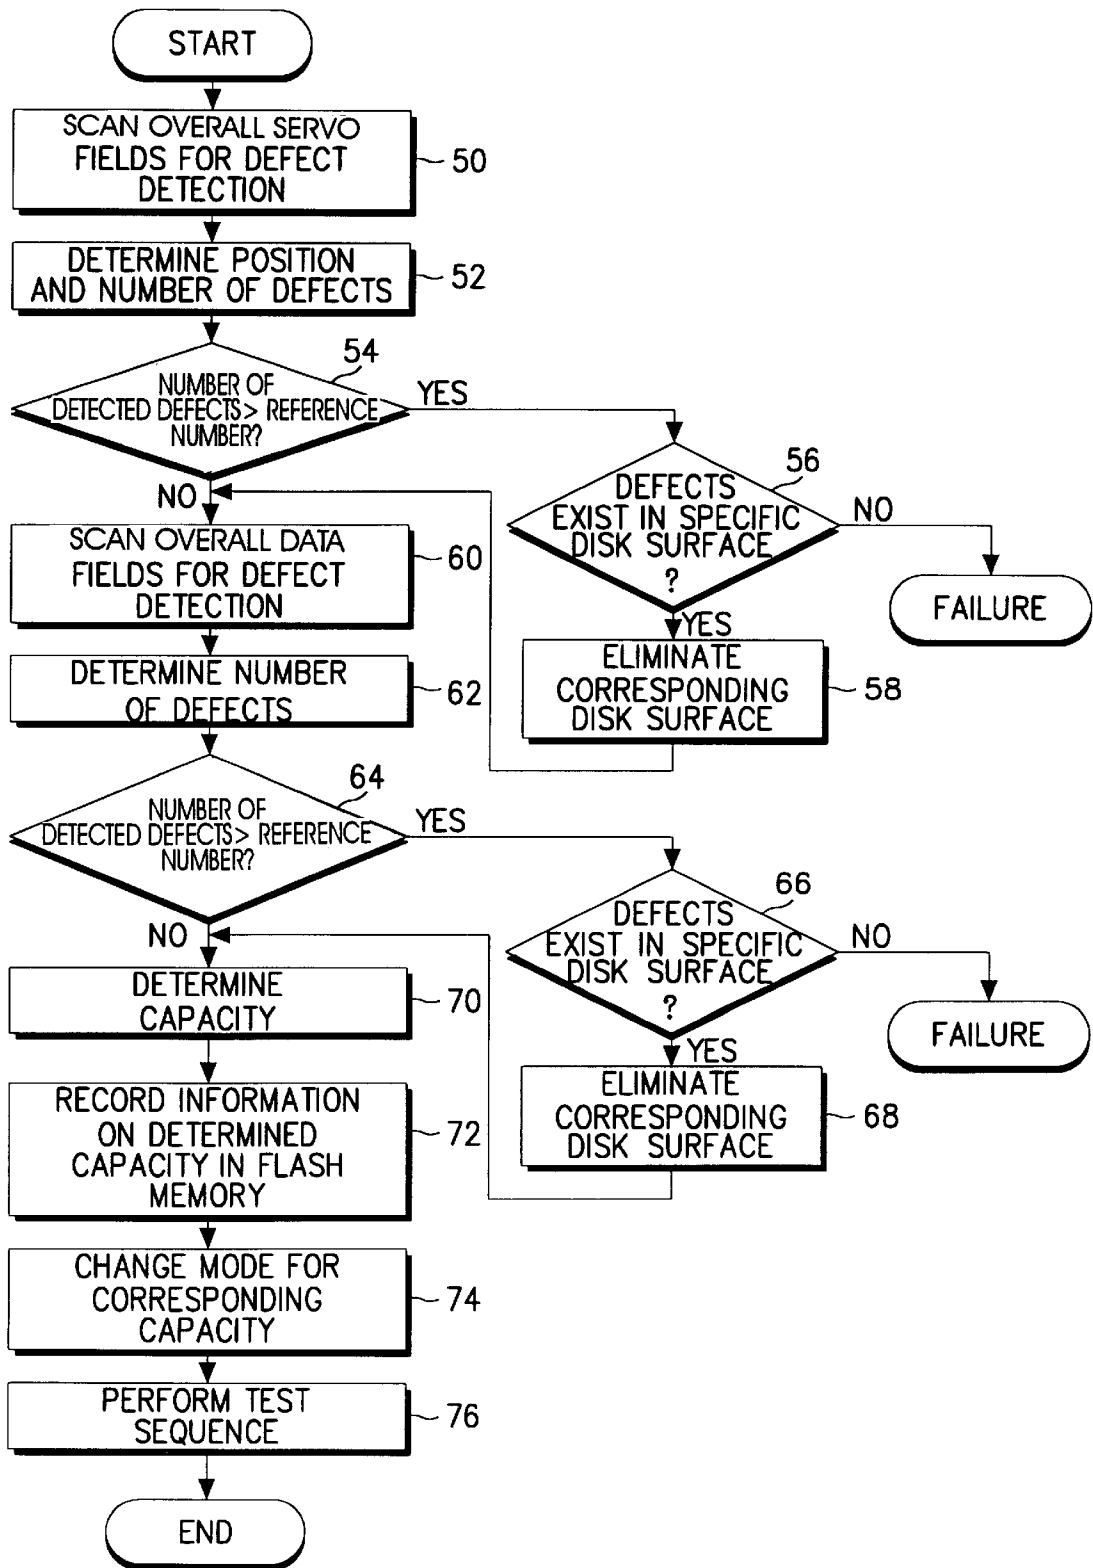 START
SCAN OVERALL SERVO
FIELDS FOR DEFECT
DETECTION
50
DETERMINE POSITION
AND NUMBER OF DEFECTS
52
54
NUMBER OF
DETECTED DEFECTS> REFERENCE
NUMBER?
YES
NO
56
DEFECTS
EXIST IN SPECIFIC
DISK SURFACE
?
NO
FAILURE
YES
ELIMINATE
CORRESPONDING
DISK SURFACE
58
SCAN OVERALL DATA
FIELDS FOR DEFECT
DETECTION
60
DETERMINE NUMBER
OF DEFECTS
62
64
NUMBER OF
DETECTED DEFECTS> REFERENCE
NUMBER?
YES
NO
66
DEFECTS
EXIST IN SPECIFIC
DISK SURFACE
?
NO
FAILURE
YES
ELIMINATE
CORRESPONDING
DISK SURFACE
68
DETERMINE
CAPACITY
70
RECORD INFORMATION
ON DETERMINED
CAPACITY IN FLASH
MEMORY
72
CHANGE MODE FOR
CORRESPONDING
CAPACITY
74
PERFORM TEST
SEQUENCE
76
END